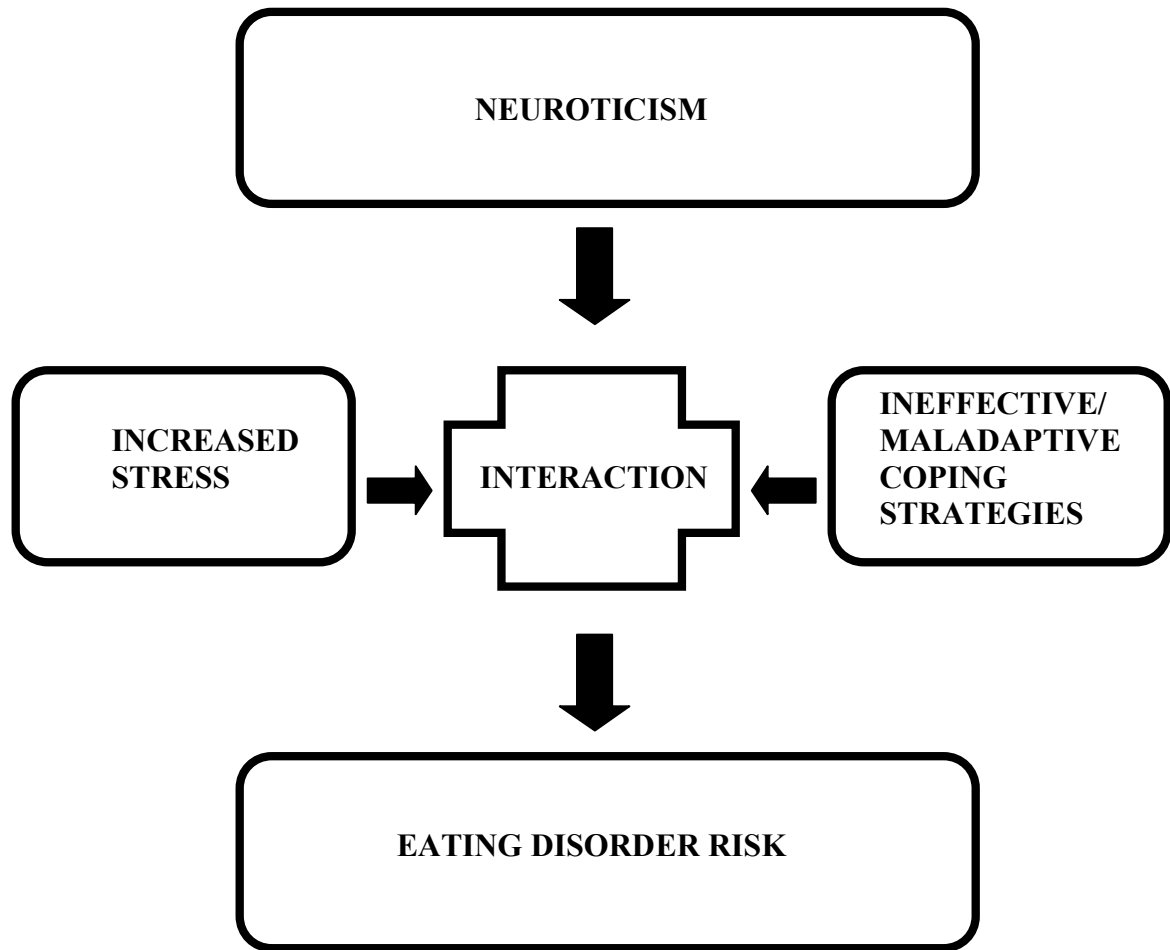 NEUROTICISM
INCREASED
STRESS
INTERACTION
INEFFECTIVE/
MALADAPTIVE
COPING
STRATEGIES
EATING DISORDER RISK